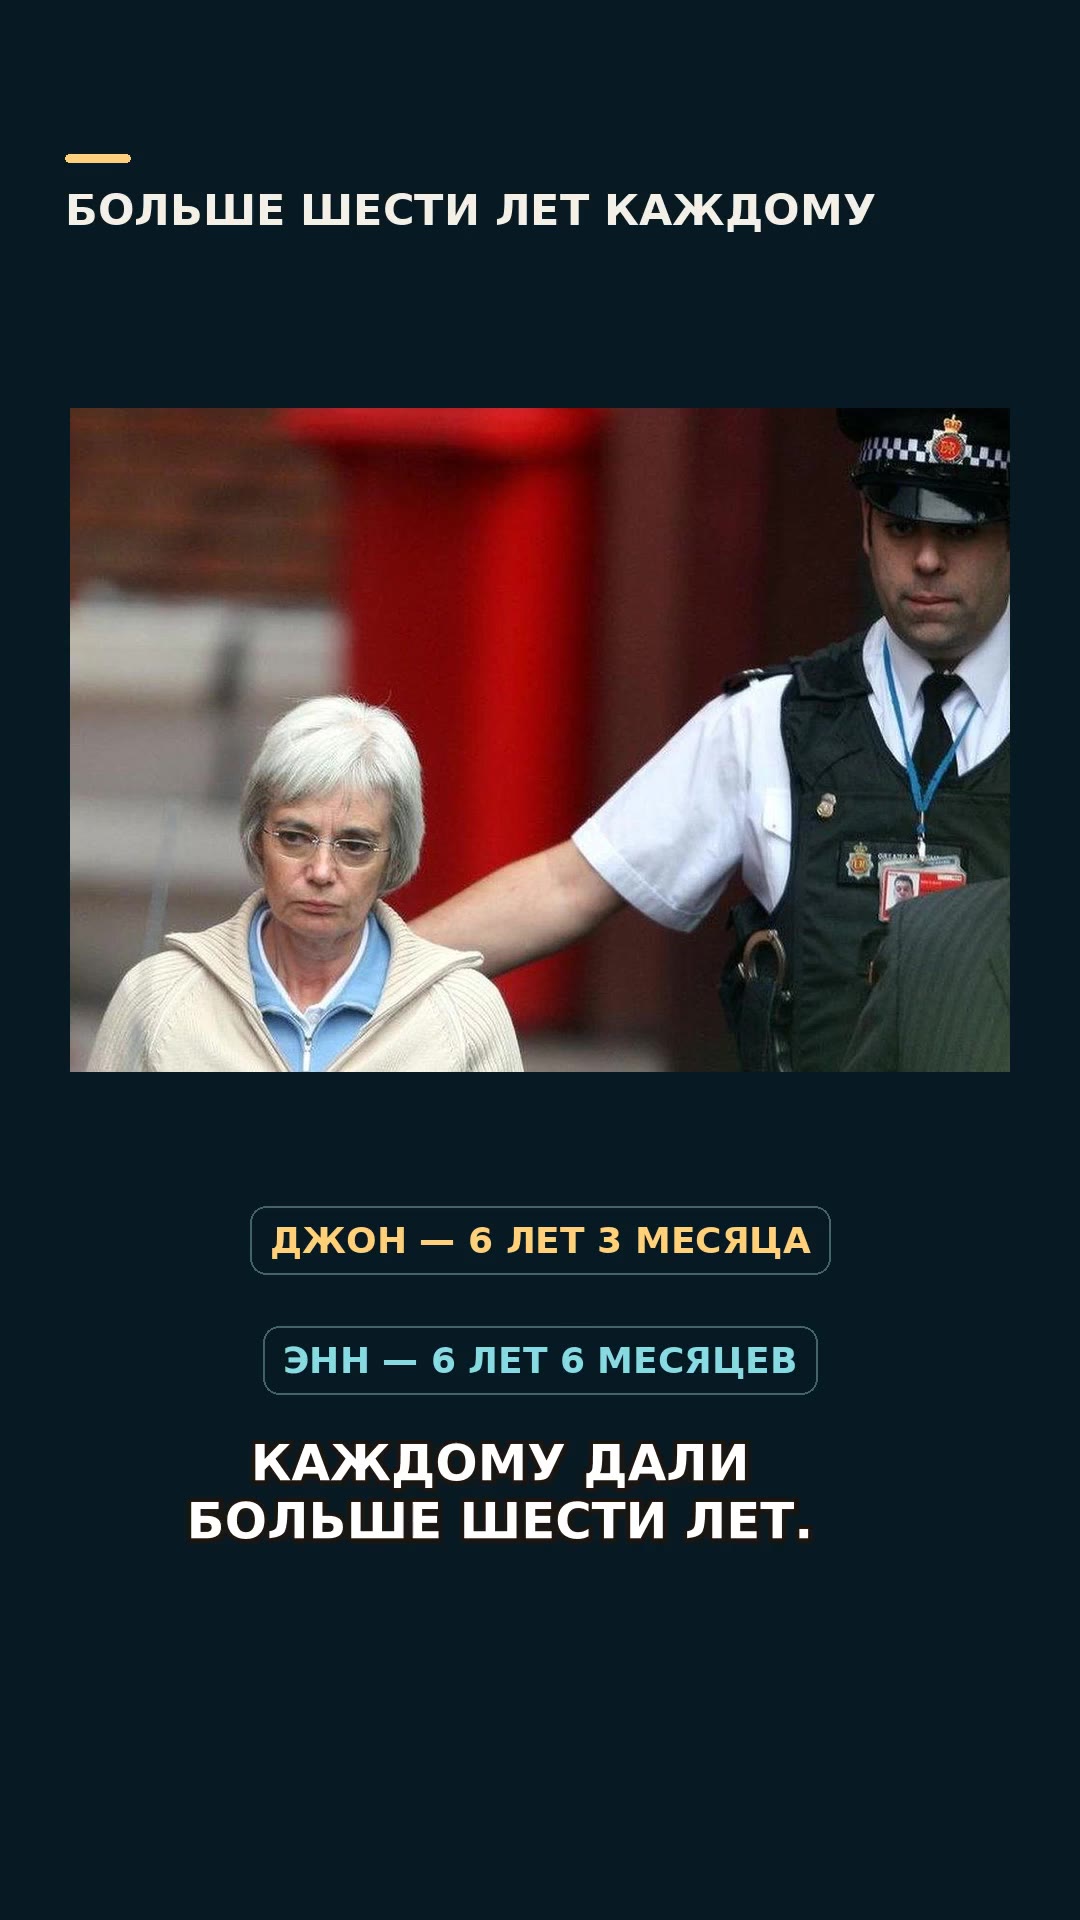 БОЛЬШЕ ШЕСТИ ЛЕТ КАЖДОМУ
ДЖОН — 6 ЛЕТ 3 МЕСЯЦА
ЭНН — 6 ЛЕТ 6 МЕСЯЦЕВ
КАЖДОМУ ДАЛИ
БОЛЬШЕ ШЕСТИ ЛЕТ.